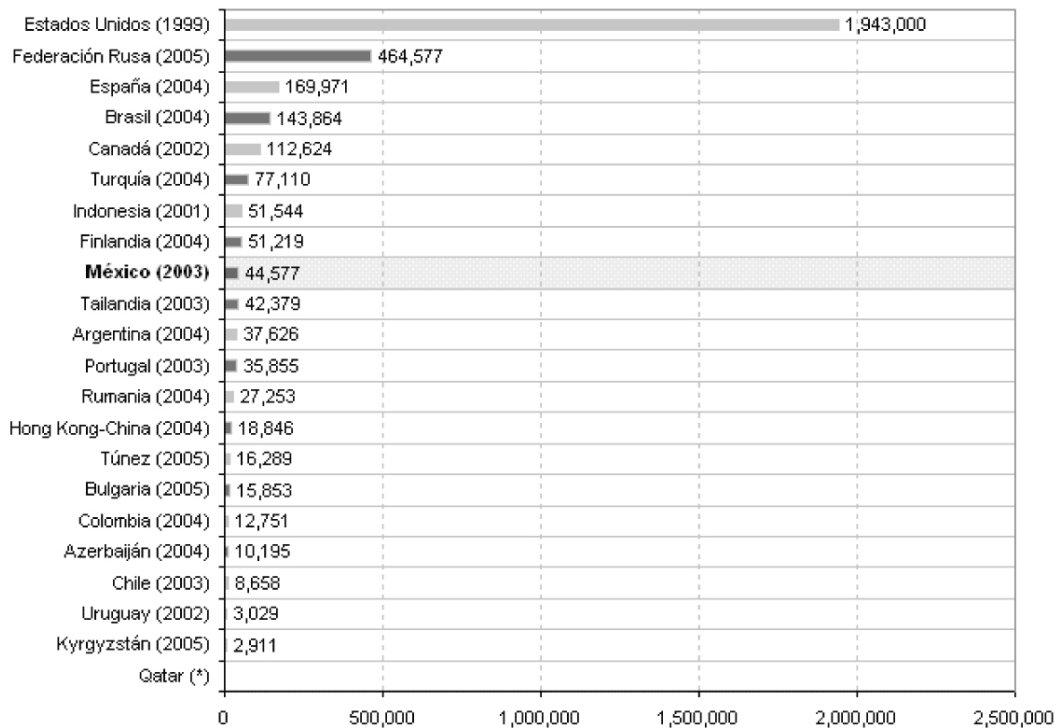 Estados Unidos (1999) 1,943,000
Federación Rusa (2005) 464,577
España (2004) 169,971
Brasil (2004) 143,864
Canadá (2002) 112,624
Turquía (2004) 77,110
Indonesia (2001) 51,544
Finlandia (2004) 51,219
México (2003) 44,577
Tailandia (2003) 42,379
Argentina (2004) 37,626
Portugal (2003) 35,855
Rumania (2004) 27,253
Hong Kong-China (2004) 18,846
Túnez (2005) 16,289
Bulgaria (2005) 15,853
Colombia (2004) 12,751
Azerbaiján (2004) 10,195
Chile (2003) 8,658
Uruguay (2002) 3,029
Kyrgyzstán (2005) 2,911
Qatar (*)
0 500,000 1,000,000 1,500,000 2,000,000 2,500,000